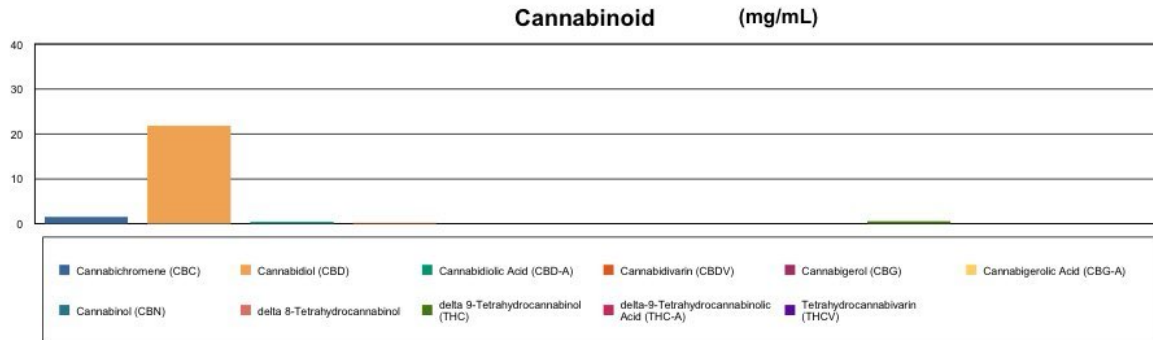 Cannabinoid (mg/mL)
40
30
20
10
0
Cannabichromene (CBC) Cannabidiol (CBD) Cannabidiolic Acid (CBD-A) Cannabidivarin (CBDV) Cannabigerol (CBG) Cannabigerolic Acid (CBG-A)
Cannabinol (CBN) delta 8-Tetrahydrocannabinol delta 9-Tetrahydrocannabinol (THC) delta-9-Tetrahydrocannabinolic Acid (THC-A) Tetrahydrocannabivarin (THCV)